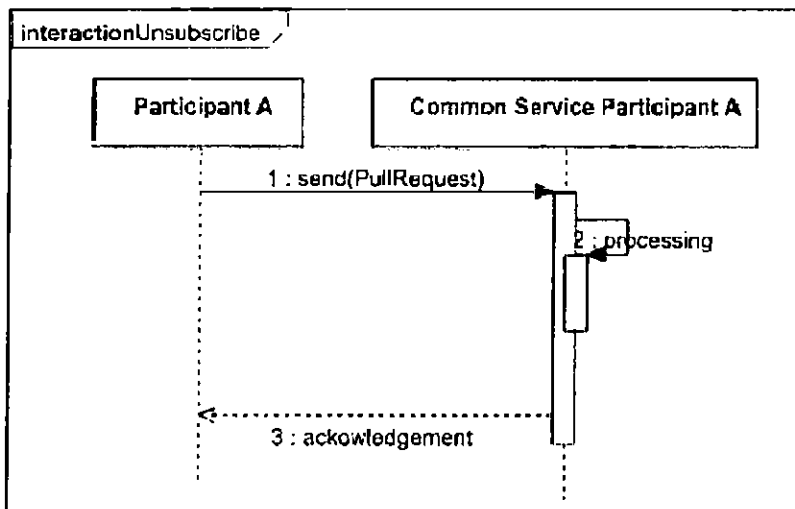 interactionUnsubscribe
Participant A
Common Service Participant A
1 : send(PullRequest)
2 : processing
3 : ackowledgement